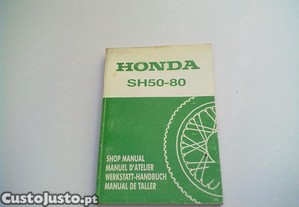 HONDA
SH50-80
SHOP MANUAL
MANUEL D'ATELIER
WERKSTATT-HANDBUCH
MANUAL DE TALLER
CustoJusto.pt